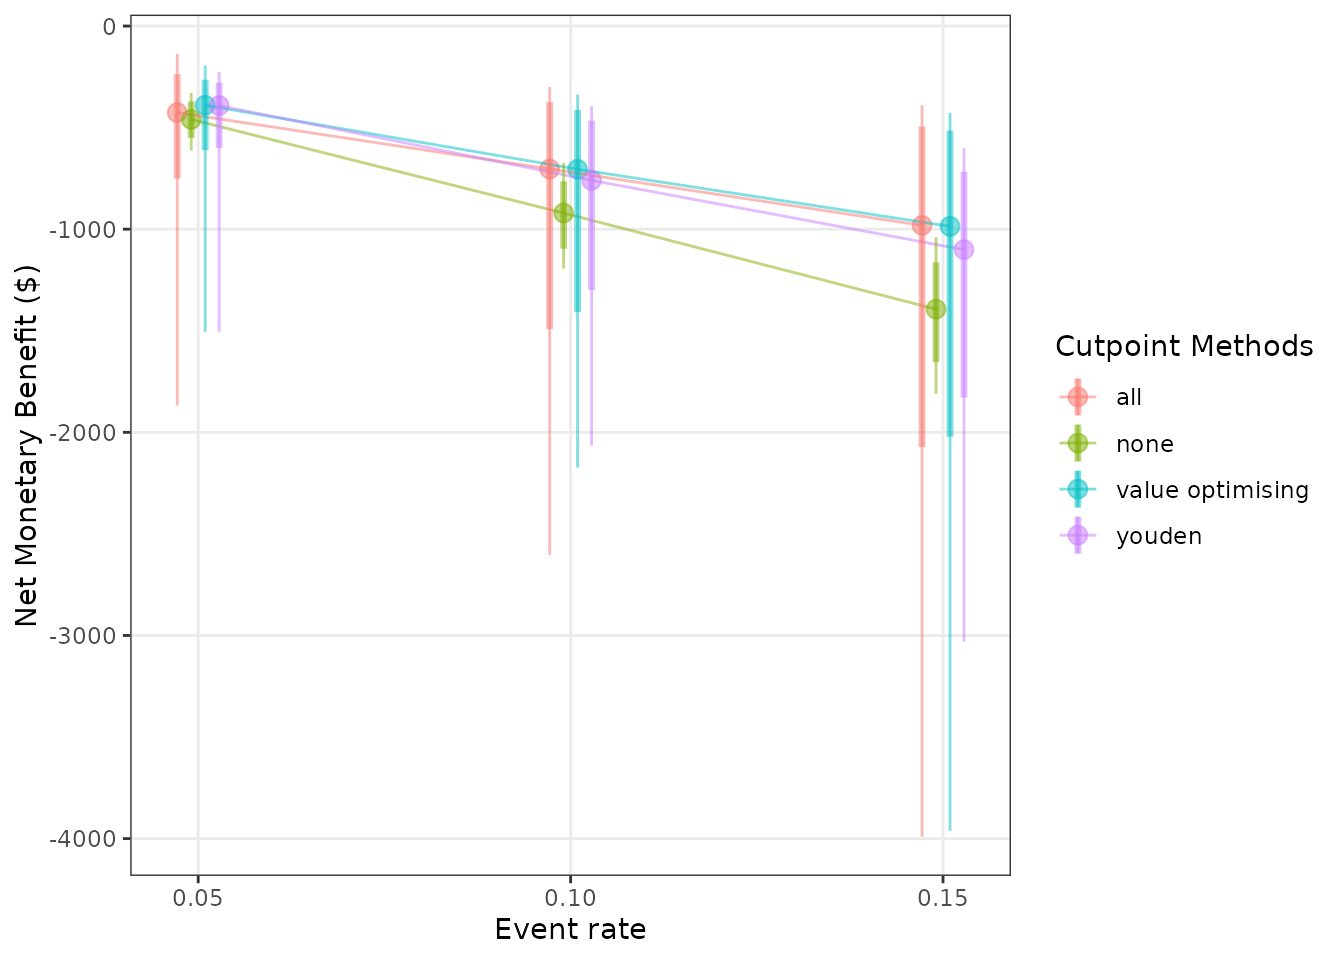 0
-1000
-2000
-3000
-4000
Net Monetary Benefit ($)
0.05
0.10
0.15
Event rate
Cutpoint Methods
all
none
value optimising
youden